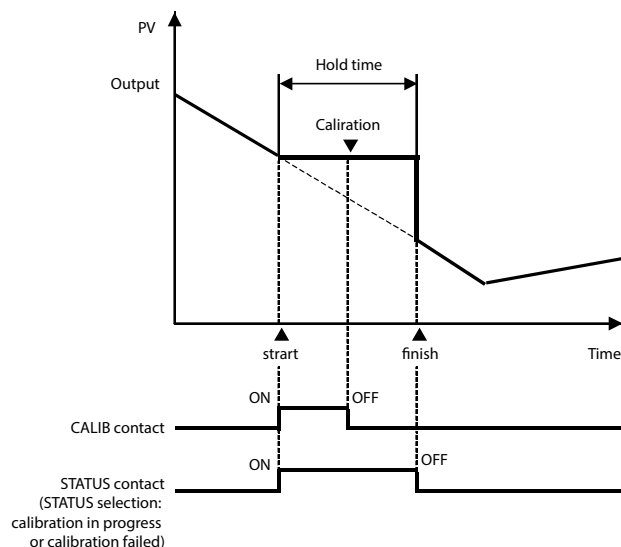 PV
Output
Hold time
Caliration
strart
finish
Time
ON
OFF
CALIB contact
ON
OFF
STATUS contact
(STATUS selection:
calibration in progress
or calibration failed)